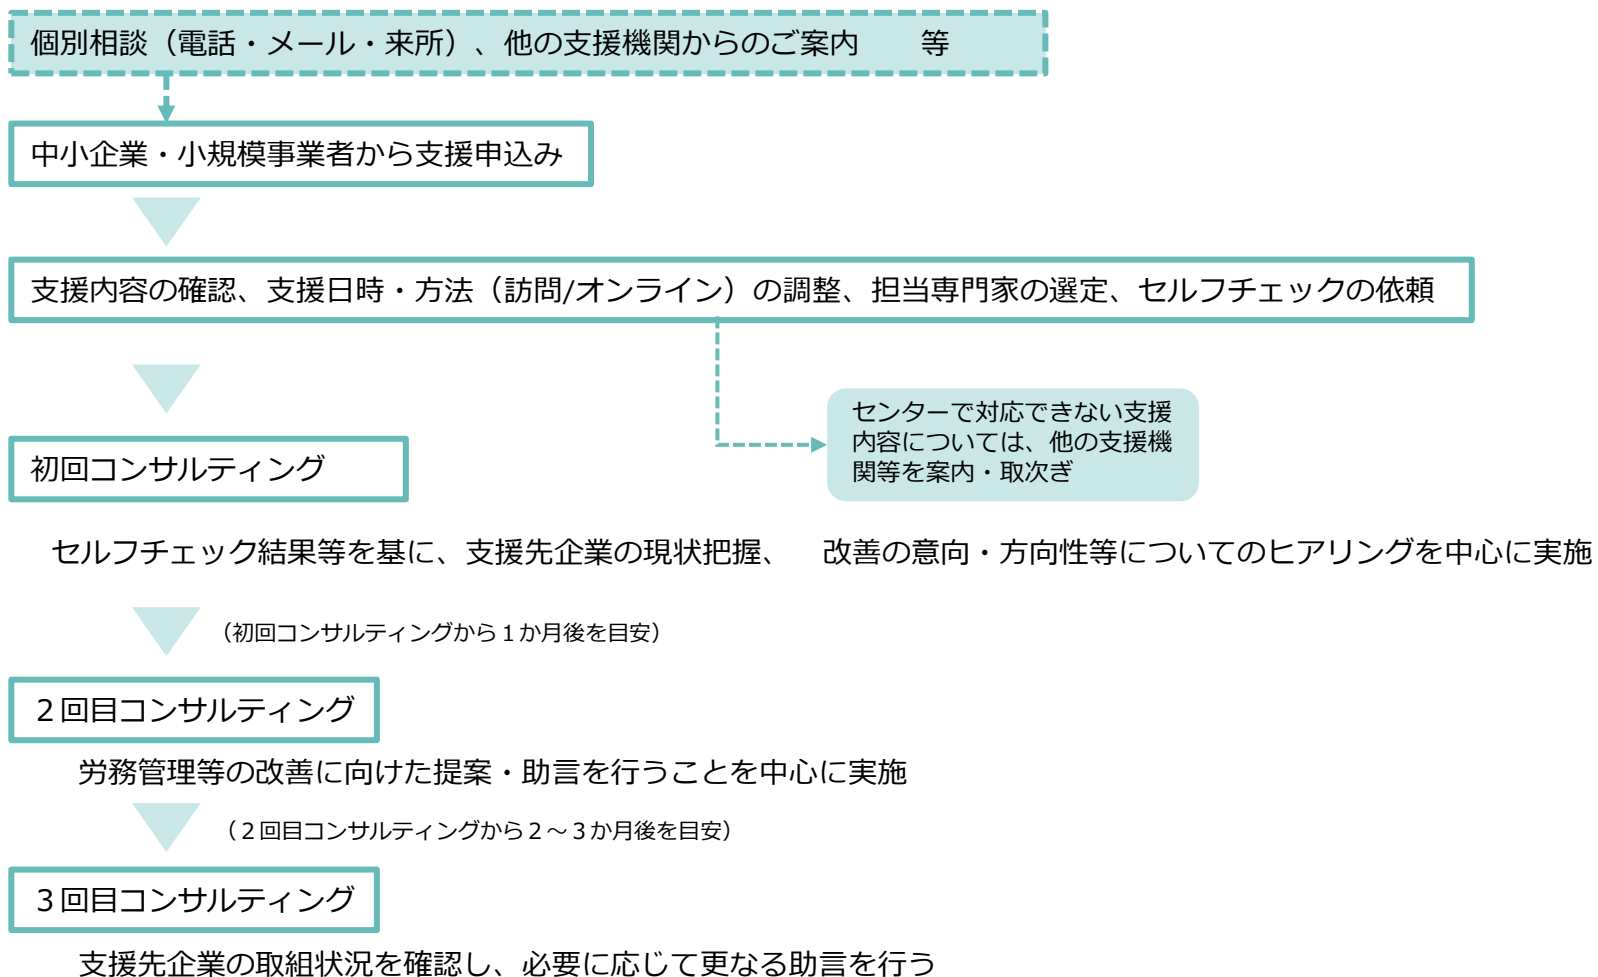 個別相談（電話・メール・来所）、他の支援機関からのご案内　　等
中小企業・小規模事業者から支援申込み
支援内容の確認、支援日時・方法（訪問/オンライン）の調整、担当専門家の選定、セルフチェックの依頼
センターで対応できない支援
内容については、他の支援機
関等を案内・取次ぎ
初回コンサルティング
セルフチェック結果等を基に、支援先企業の現状把握、　改善の意向・方向性等についてのヒアリングを中心に実施
（初回コンサルティングから１か月後を目安）
２回目コンサルティング
労務管理等の改善に向けた提案・助言を行うことを中心に実施
（２回目コンサルティングから２～３か月後を目安）
３回目コンサルティング
支援先企業の取組状況を確認し、必要に応じて更なる助言を行う